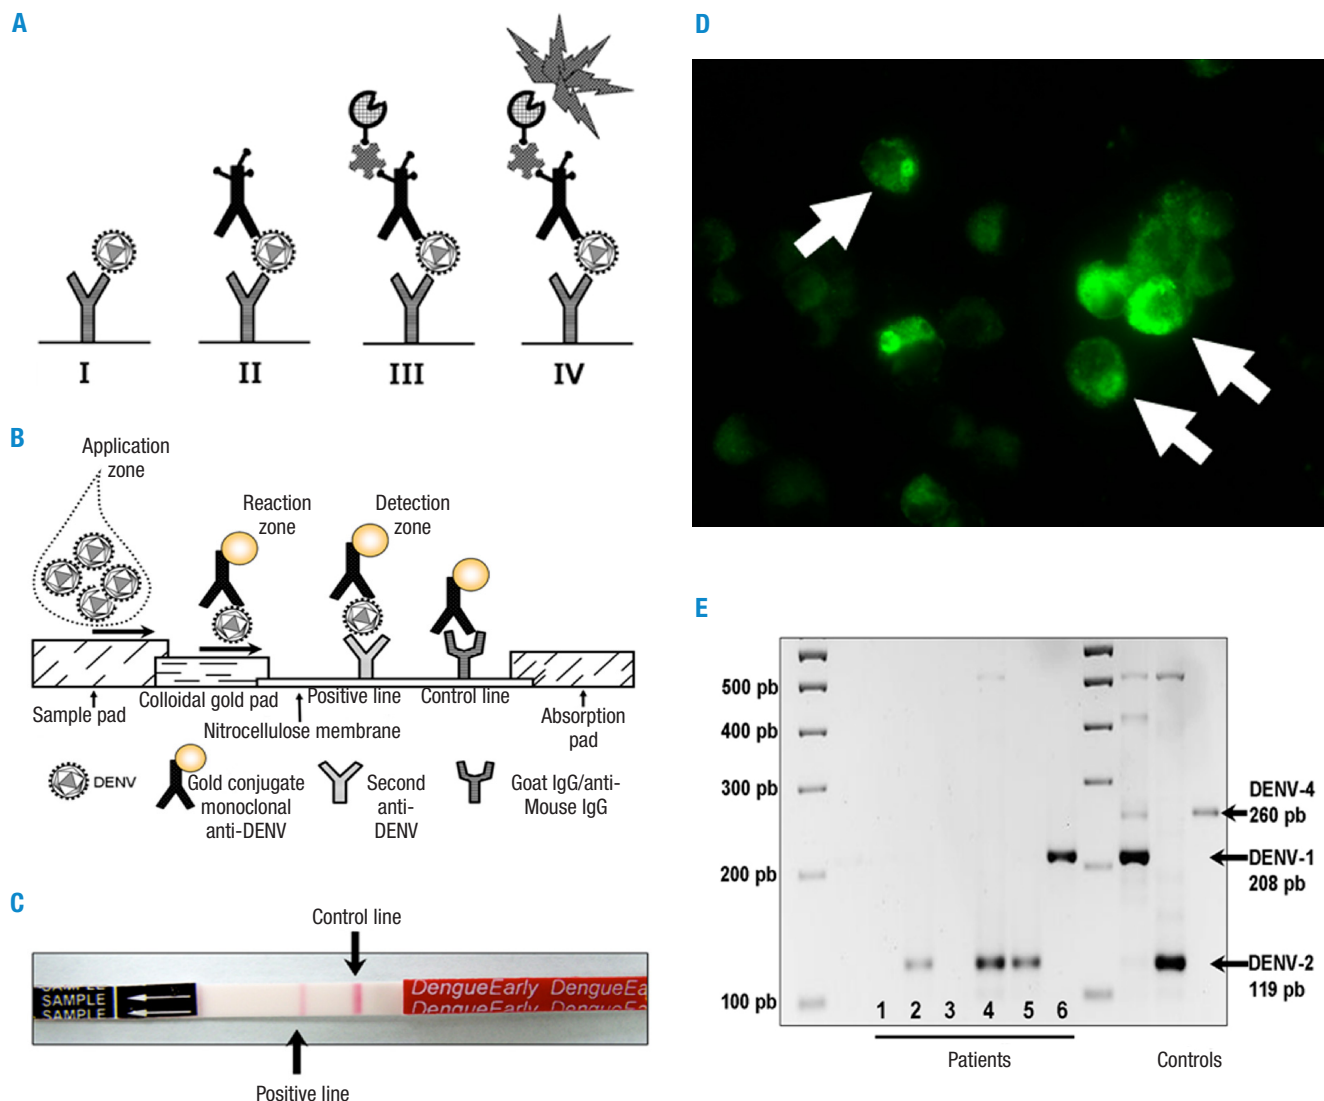 A
I
II
III
IV
B
Application
zone
Reaction
zone
Detection
zone
Sample pad
Colloidal gold pad
Positive line
Control line
Nitrocellulose membrane
Absorption
pad
DENV
Gold conjugate
monoclonal
anti-DENV
Second
anti-
DENV
Goat IgG/anti-
Mouse IgG
C
Control line
SAMPLE
SAMPLE
SAMPLE
DengueEarly DengueEa
DengueEarly DengueEa
Positive line
D
E
500 pb
400 pb
300 pb
200 pb
100 pb
1 2 3 4 5 6
Patients
Controls
DENV-4
260 pb
DENV-1
208 pb
DENV-2
119 pb